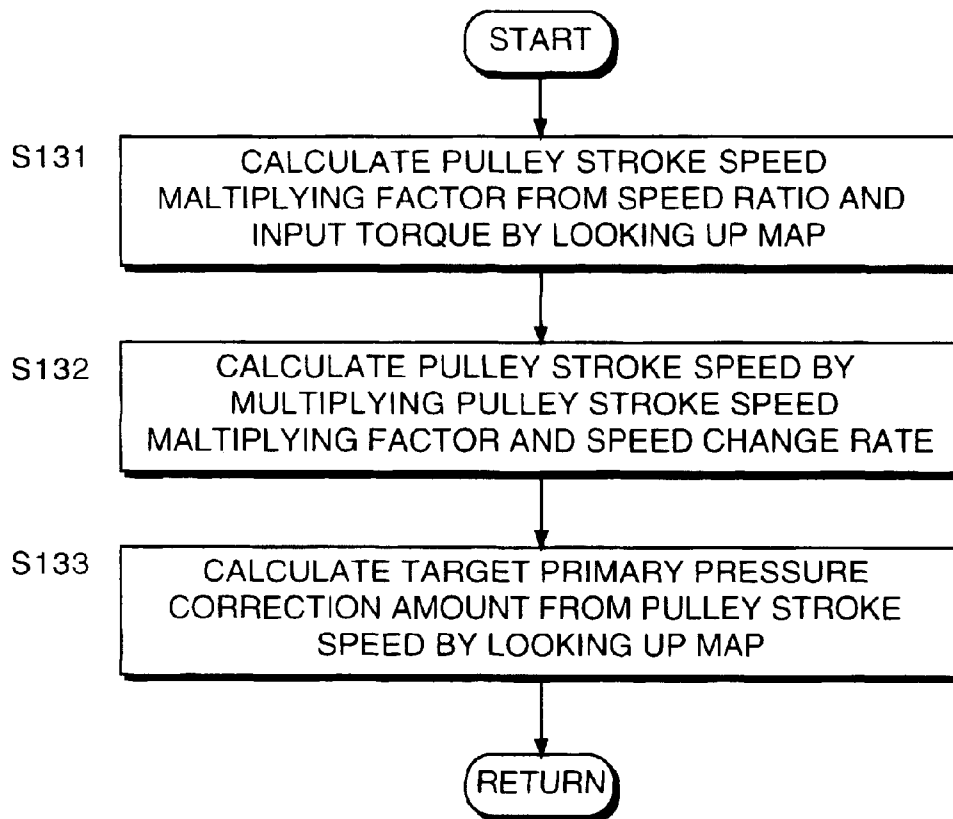 START
S131
CALCULATE PULLEY STROKE SPEED
MALTIPLYING FACTOR FROM SPEED RATIO AND
INPUT TORQUE BY LOOKING UP MAP
S132
CALCULATE PULLEY STROKE SPEED BY
MULTIPLYING PULLEY STROKE SPEED
MALTIPLYING FACTOR AND SPEED CHANGE RATE
S133
CALCULATE TARGET PRIMARY PRESSURE
CORRECTION AMOUNT FROM PULLEY STROKE
SPEED BY LOOKING UP MAP
RETURN